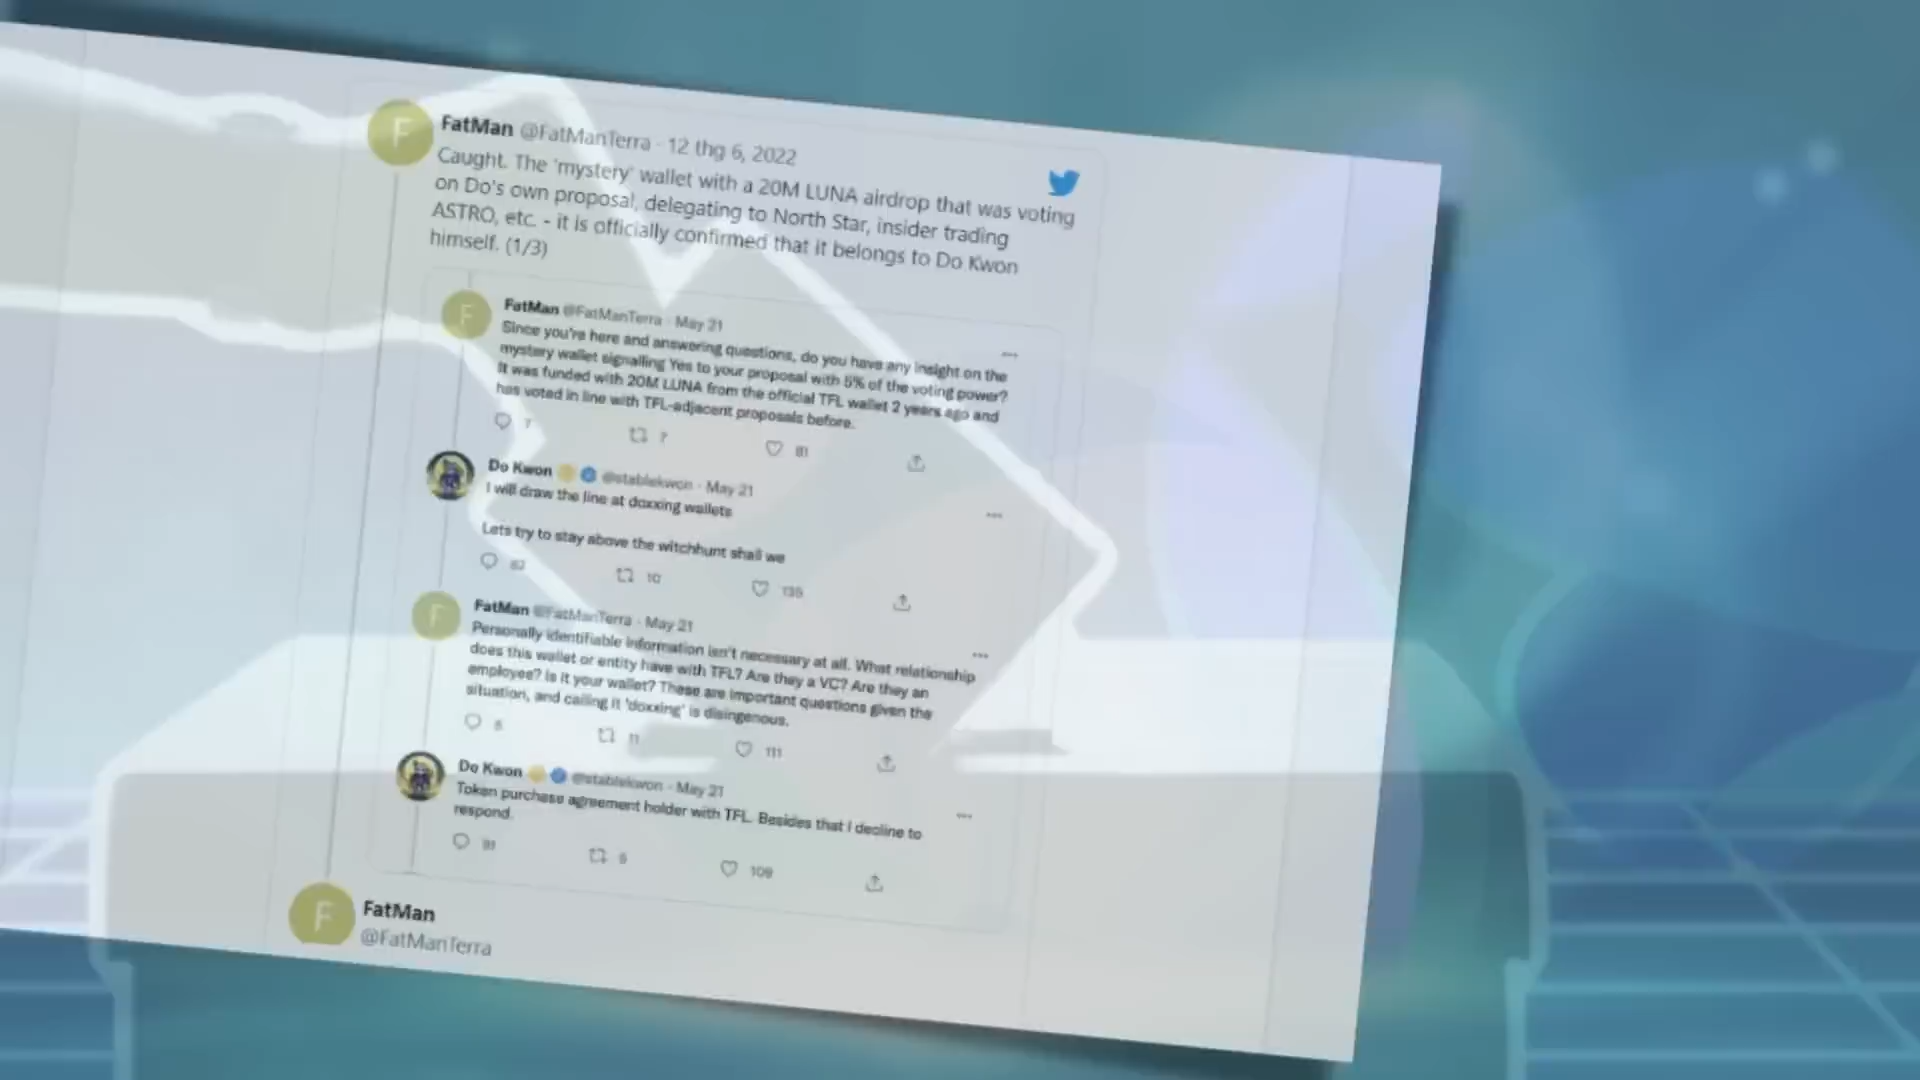 FatMan @FatManTerra · 12 thg 6, 2022
Caught. The 'mystery' wallet with a 20M LUNA airdrop that was voting
on Do's own proposal, delegating to North Star, insider trading
ASTRO, etc. - it is officially confirmed that it belongs to Do Kwon
himself. (1/3)
FatMan @FatManTerra · May 21
Since you're here and answering questions, do you have any insight on the
mystery wallet signalling Yes to your proposal with 5% of the voting power?
It was funded with 20M LUNA from the official TFL wallet 2 years ago and
has voted in line with TFL-adjacent proposals before.
7 7 81
Do Kwon @stablekwon · May 21
I will draw the line at doxxing wallets
Lets try to stay above the witchhunt shall we
10 135
FatMan @FatManTerra · May 21
Personally identifiable information isn't necessary at all. What relationship
does this wallet or entity have with TFL? Are they a VC? Are they an
employee? Is it your wallet? These are important questions given the
situation, and calling it 'doxxing' is disingenuous.
11 111
Do Kwon @stablekwon · May 21
Token purchase agreement holder with TFL. Besides that I decline to
respond.
109
FatMan
@FatManTerra